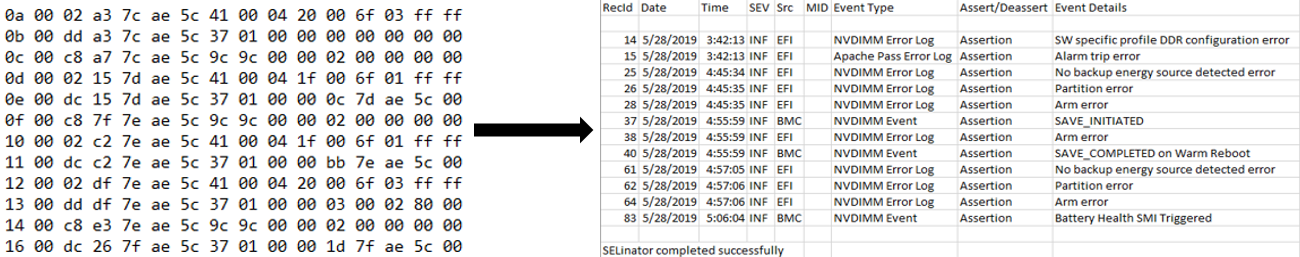 0a 00 02 a3 7c ae 5c 41 00 04 20 00 6f 03 ff ff
0b 00 dd a3 7c ae 5c 37 01 00 00 00 00 02 00 00
0c 00 c8 a7 7c ae 5c 9c 9c 00 00 02 00 00 00 00
0d 00 02 15 7d ae 5c 41 00 04 1f 00 6f 01 ff ff
0e 00 dc 15 7d ae 5c 37 01 00 00 0c 7d ae 5c 00
0f 00 c8 7f 7e ae 5c 9c 9c 00 00 02 00 00 00 00
10 00 02 c2 7e ae 5c 41 00 04 1f 00 6f 01 ff ff
11 00 dc c2 7e ae 5c 37 01 00 00 bb 7e ae 5c 00
12 00 02 df 7e ae 5c 41 00 04 20 00 6f 03 ff ff
13 00 dd df 7e ae 5c 37 01 00 00 03 00 02 80 00
14 00 c8 e3 7e ae 5c 9c 9c 00 00 02 00 00 00 00
16 00 dc 26 7f ae 5c 37 01 00 00 1d 7f ae 5c 00
RecId Date Time SEV Src MID Event Type Assert/Deassert Event Details
14 5/28/2019 3:42:13 INF EFI NVDIMM Error Log Assertion SW specific profile DDR configuration error
15 5/28/2019 3:42:13 INF EFI Apache Pass Error Log Assertion Alarm trip error
25 5/28/2019 4:45:34 INF EFI NVDIMM Error Log Assertion No backup energy source detected error
26 5/28/2019 4:45:35 INF EFI NVDIMM Error Log Assertion Partition error
28 5/28/2019 4:45:35 INF EFI NVDIMM Error Log Assertion Arm error
37 5/28/2019 4:55:59 INF BMC NVDIMM Event Assertion SAVE_INITIATED
38 5/28/2019 4:55:59 INF EFI NVDIMM Error Log Assertion Arm error
40 5/28/2019 4:55:59 INF BMC NVDIMM Event Assertion SAVE_COMPLETED on Warm Reboot
61 5/28/2019 4:57:05 INF EFI NVDIMM Error Log Assertion No backup energy source detected error
62 5/28/2019 4:57:06 INF EFI NVDIMM Error Log Assertion Partition error
64 5/28/2019 4:57:06 INF EFI NVDIMM Error Log Assertion Arm error
83 5/28/2019 5:06:04 INF BMC NVDIMM Event Assertion Battery Health SMI Triggered
SELinator completed successfully